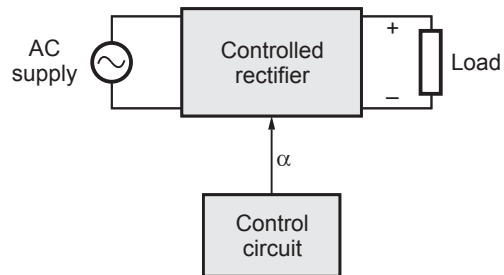 AC
supply
Controlled
rectifier
+
–
Load
α
Control
circuit